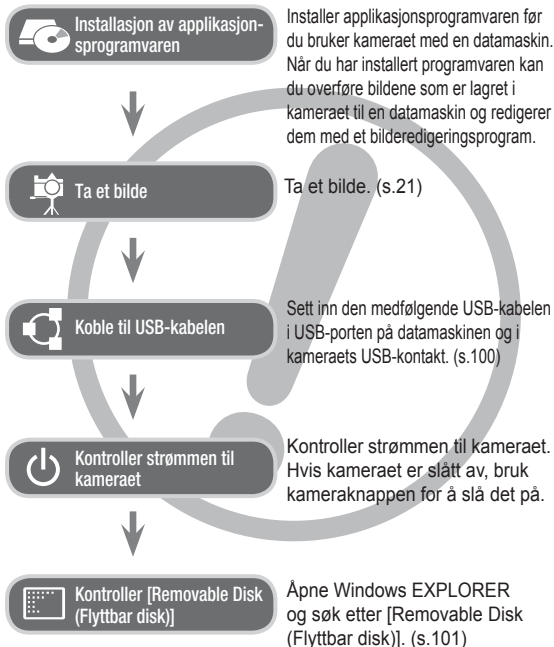 Installasjon av applikasjon-
sprogramvaren
Installer applikasjonsprogramvaren før
du bruker kameraet med en datamaskin.
Når du har installert programvaren kan
du overføre bildene som er lagret i
kameraet til en datamaskin og redigerer
dem med et bilderedigeringsprogram.
Ta et bilde
Ta et bilde. (s.21)
Koble til USB-kabelen
Sett inn den medfølgende USB-kabelen
i USB-porten på datamaskinen og i
kameraets USB-kontakt. (s.100)
Kontroller strømmen til
kameraet
Kontroller strømmen til kameraet.
Hvis kameraet er slått av, bruk
kameraknappen for å slå det på.
Kontroller [Removable Disk
(Flyttbar disk)]
Åpne Windows EXPLORER
og søk etter [Removable Disk
(Flyttbar disk)]. (s.101)